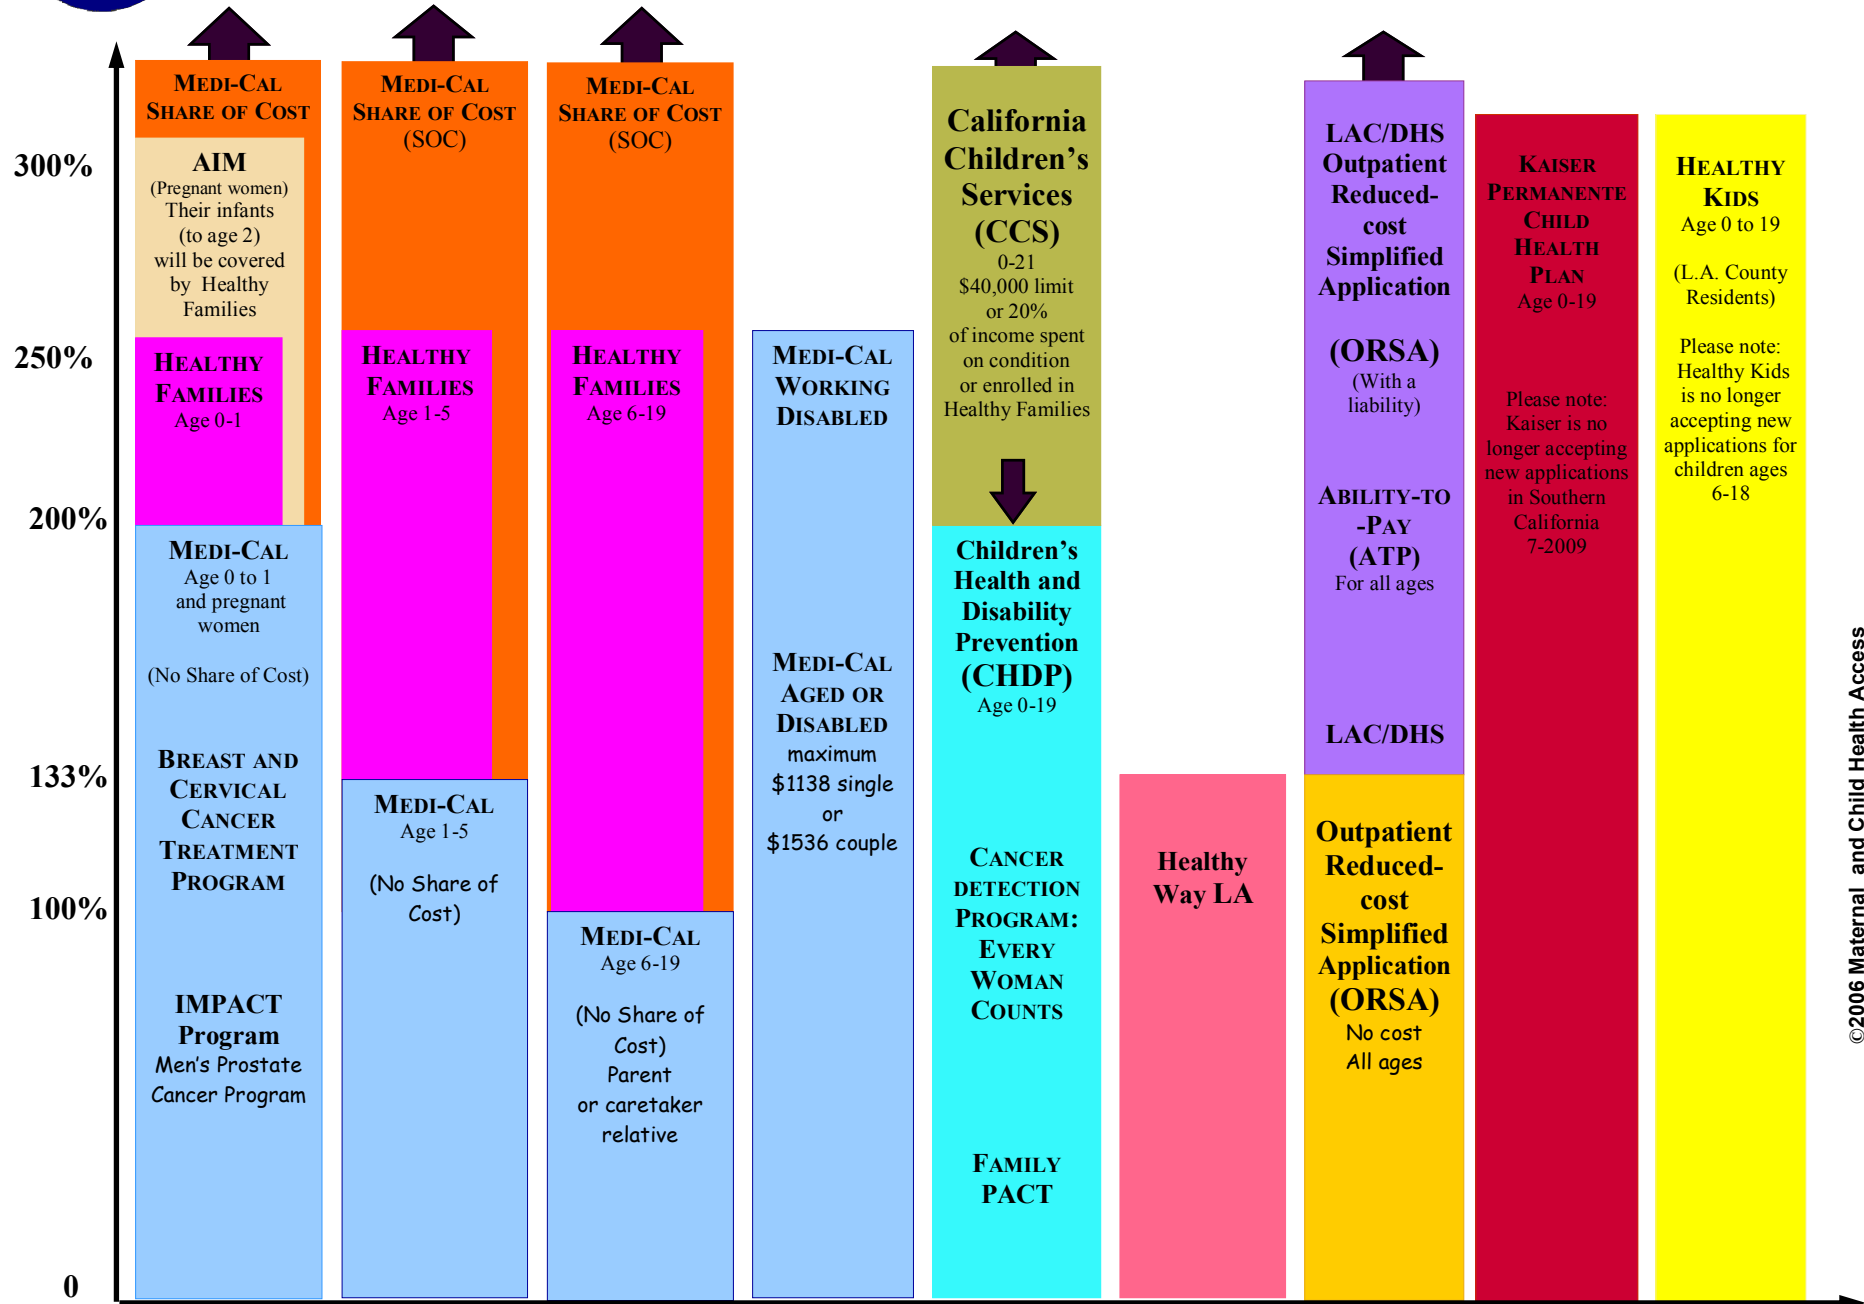 300%
250%
200%
133%
100%
0
MEDI-CAL
SHARE OF COST
AIM
(Pregnant women)
Their infants
(to age 2)
will be covered
by Healthy
Families
HEALTHY
FAMILIES
Age 0-1
MEDI-CAL
Age 0 to 1
and pregnant
women
(No Share of Cost)
BREAST AND
CERVICAL
CANCER
TREATMENT
PROGRAM
IMPACT
Program
Men's Prostate
Cancer Program
MEDI-CAL
SHARE OF COST
(SOC)
HEALTHY
FAMILIES
Age 1-5
MEDI-CAL
Age 1-5
(No Share of
Cost)
MEDI-CAL
SHARE OF COST
(SOC)
HEALTHY
FAMILIES
Age 6-19
MEDI-CAL
Age 6-19
(No Share of
Cost)
Parent
or caretaker
relative
MEDI-CAL
WORKING
DISABLED
MEDI-CAL
AGED OR
DISABLED
maximum
$1138 single
or
$1536 couple
California
Children's
Services
(CCS)
0-21
$40,000 limit
or 20%
of income spent
on condition
or enrolled in
Healthy Families
Children's
Health and
Disability
Prevention
(CHDP)
Age 0-19
CANCER
DETECTION
PROGRAM:
EVERY
WOMAN
COUNTS
FAMILY
PACT
Healthy
Way LA
LAC/DHS
Outpatient
Reduced-
cost
Simplified
Application
(ORSA)
(With a
liability)
ABILITY-TO
-PAY
(ATP)
For all ages
LAC/DHS
Outpatient
Reduced-
cost
Simplified
Application
(ORSA)
No cost
All ages
KAISER
PERMANENTE
CHILD
HEALTH
PLAN
Age 0-19
Please note:
Kaiser is no
longer accepting
new applications
in Southern
California
7-2009
HEALTHY
KIDS
Age 0 to 19
(L.A. County
Residents)
Please note:
Healthy Kids
is no longer
accepting new
applications for
children ages
6-18
©2006 Maternal and Child Health Access